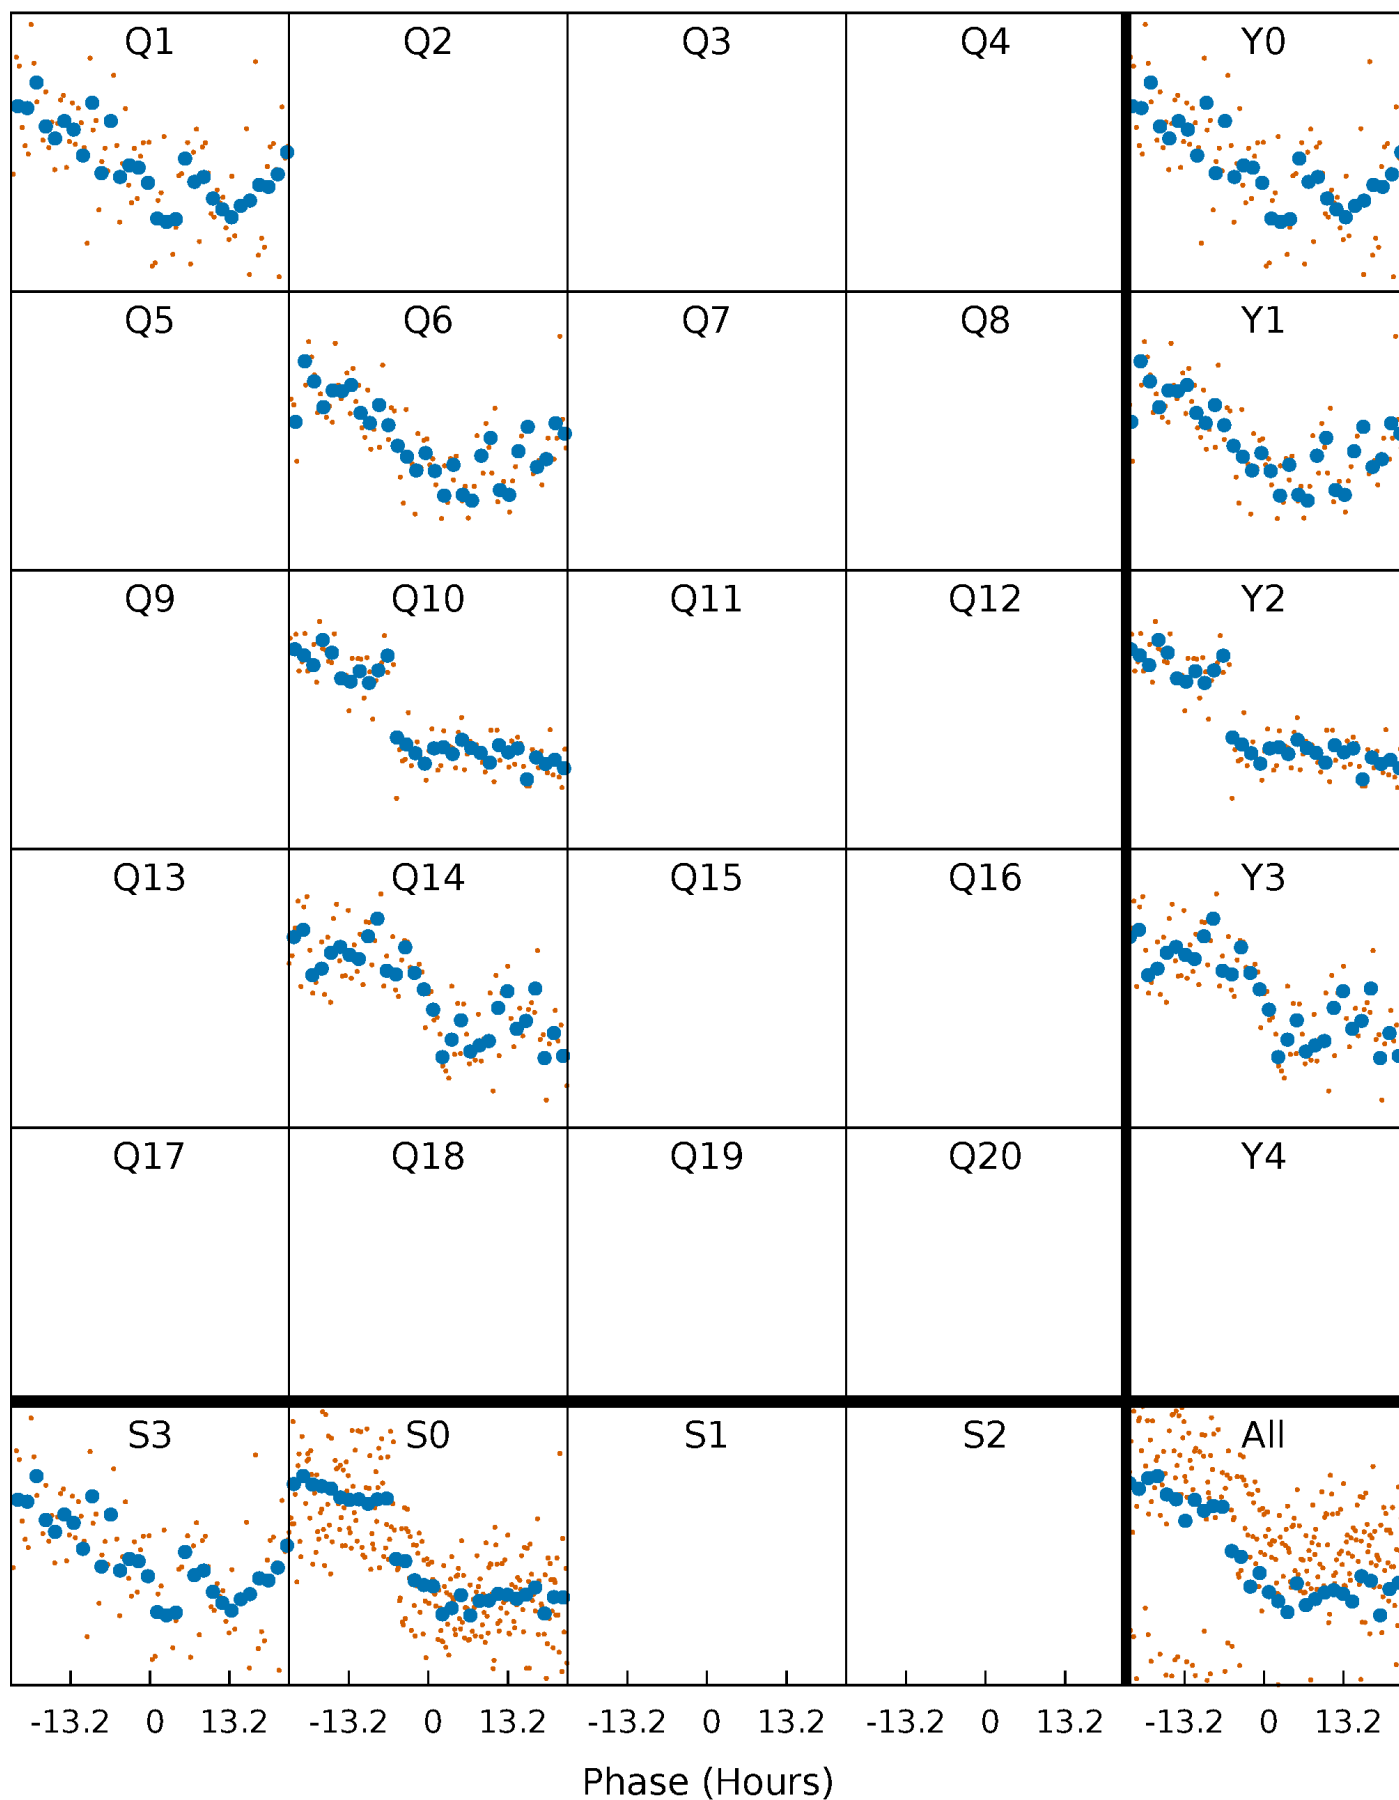 Q1 Q2 Q3 Q4 Y0
Q5 Q6 Q7 Q8 Y1
Q9 Q10 Q11 Q12 Y2
Q13 Q14 Q15 Q16 Y3
Q17 Q18 Q19 Q20 Y4
S3 S0 S1 S2 All
-13.2 0 13.2 -13.2 0 13.2 -13.2 0 13.2 -13.2 0 13.2 -13.2 0 13.2
Phase (Hours)